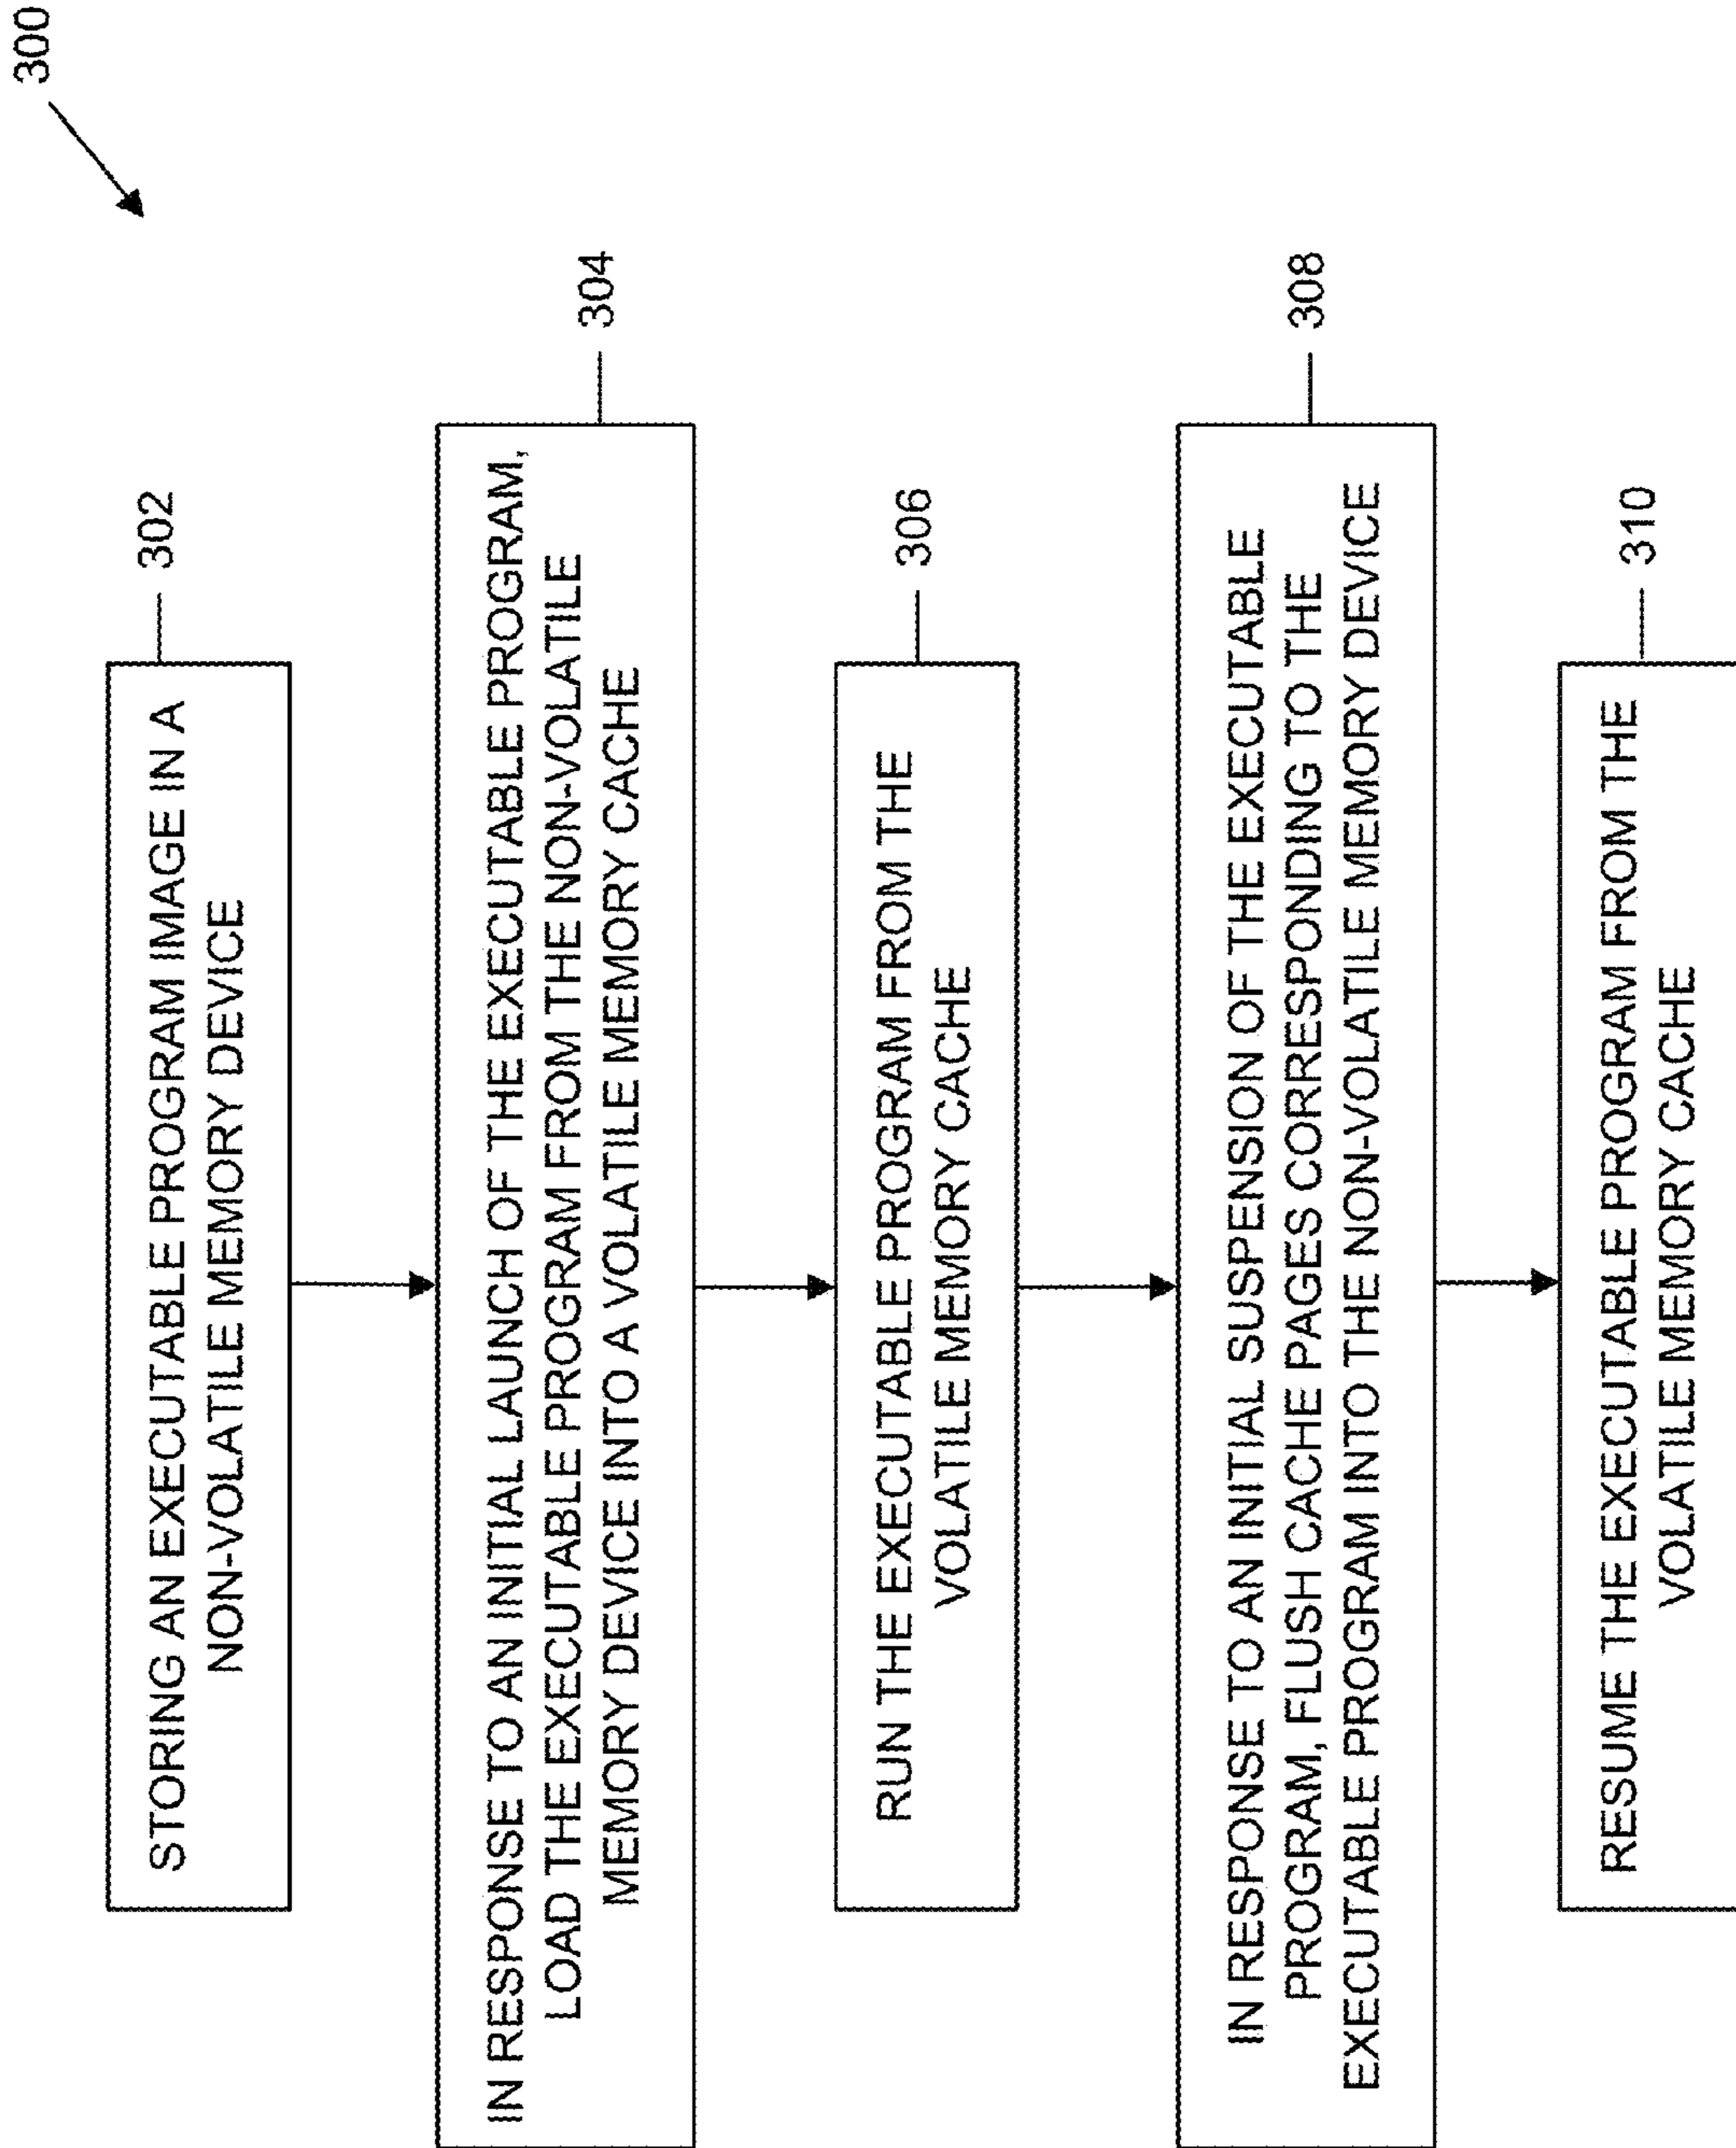 300
STORING AN EXECUTABLE PROGRAM IMAGE IN A
NON-VOLATILE MEMORY DEVICE
302
IN RESPONSE TO AN INITIAL LAUNCH OF THE EXECUTABLE PROGRAM,
LOAD THE EXECUTABLE PROGRAM FROM THE NON-VOLATILE
MEMORY DEVICE INTO A VOLATILE MEMORY CACHE
304
RUN THE EXECUTABLE PROGRAM FROM THE
VOLATILE MEMORY CACHE
306
IN RESPONSE TO AN INITIAL SUSPENSION OF THE EXECUTABLE
PROGRAM, FLUSH CACHE PAGES CORRESPONDING TO THE
EXECUTABLE PROGRAM INTO THE NON-VOLATILE MEMORY DEVICE
308
RESUME THE EXECUTABLE PROGRAM FROM THE
VOLATILE MEMORY CACHE
310